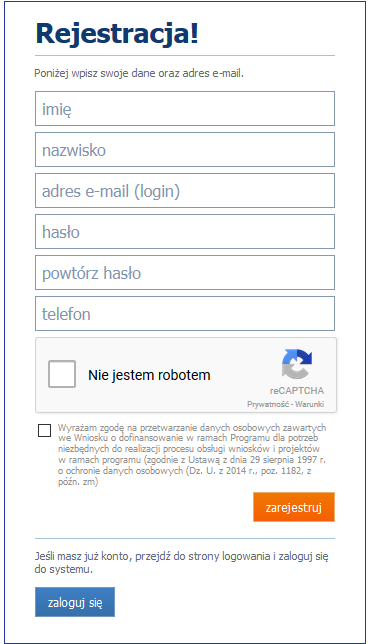 Rejestracja!
Poniżej wpisz swoje dane oraz adres e-mail.
imię
nazwisko
adres e-mail (login)
hasło
powtórz hasło
telefon
Nie jestem robotem
reCAPTCHA
Prywatność - Warunki
Wyrażam zgodę na przetwarzanie danych osobowych zawartych
we Wniosku o dofinansowanie w ramach Programu dla potrzeb
niezbędnych do realizacji procesu obsługi wniosków i projektów
w ramach programu (zgodnie z Ustawą z dnia 29 sierpnia 1997 r.
o ochronie danych osobowych (Dz. U. z 2014 r., poz. 1182, z
późn. zm)
zarejestruj
Jeśli masz już konto, przejdź do strony logowania i zaloguj się
do systemu.
zaloguj się